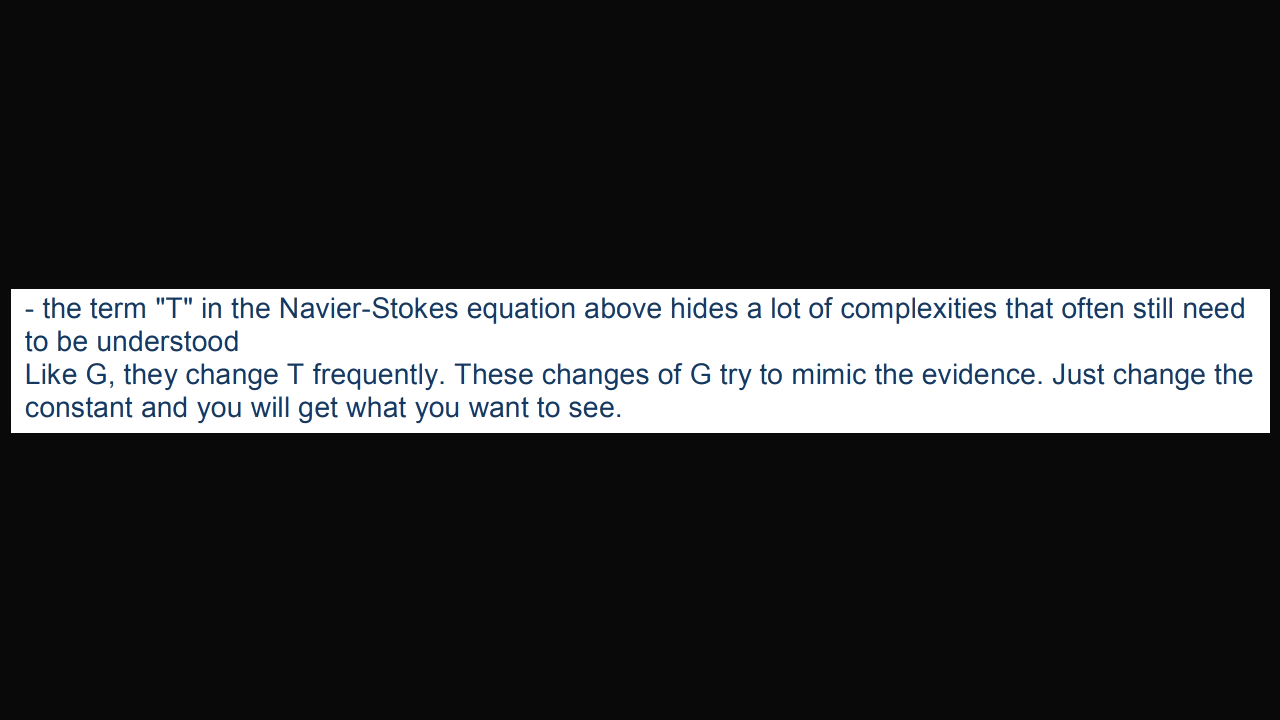 - the term "T" in the Navier-Stokes equation above hides a lot of complexities that often still need
to be understood
Like G, they change T frequently. These changes of G try to mimic the evidence. Just change the
constant and you will get what you want to see.